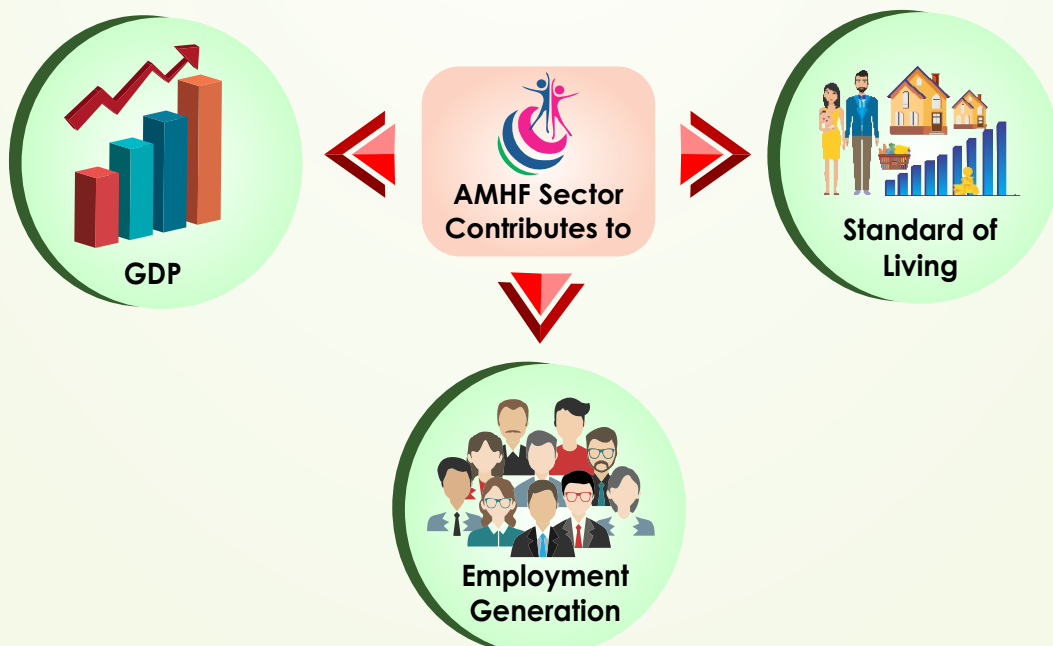 AMHF Sector
Contributes to
GDP
Standard of
Living
Employment
Generation